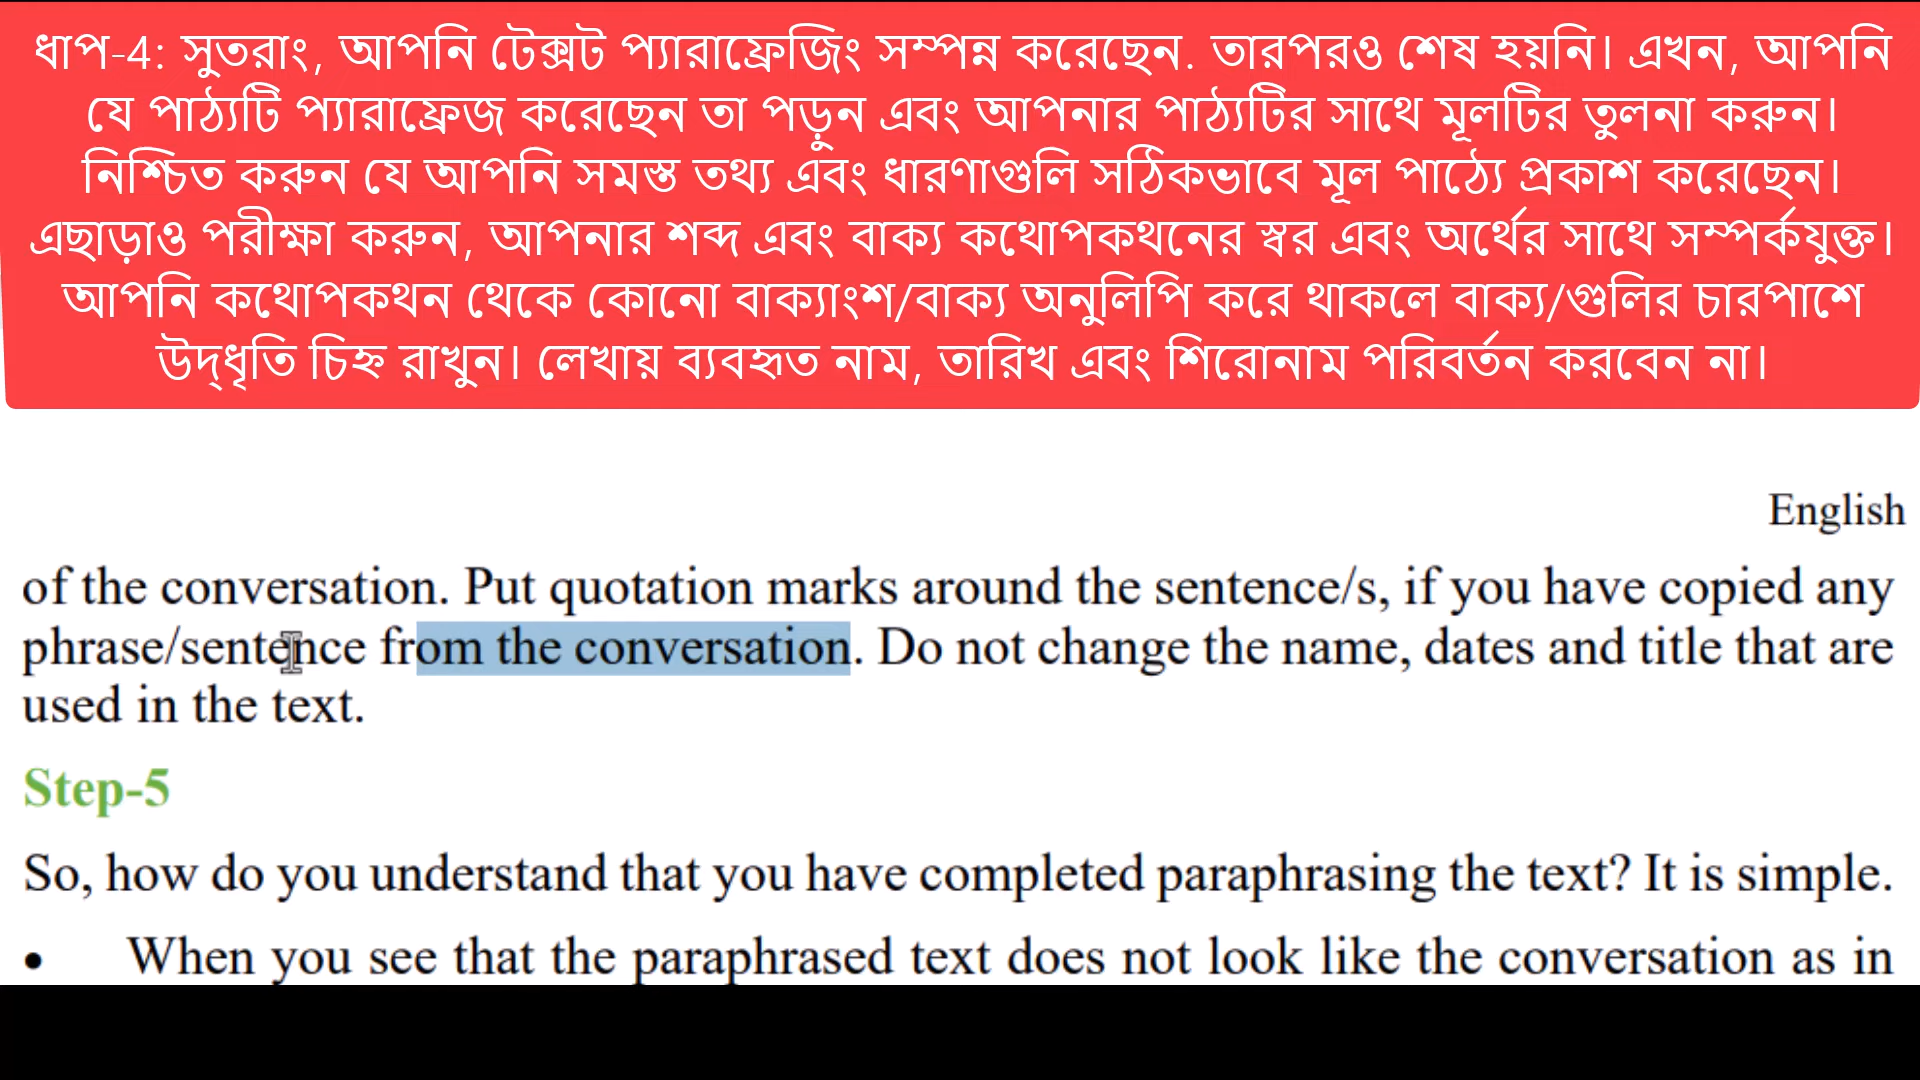 ধাপ-4: সুতরাং, আপনি টেক্সট প্যারাফ্রেজিং সম্পন্ন করেছেন. তারপরও শেষ হয়নি। এখন, আপনি
যে পাঠ্যটি প্যারাফ্রেজ করেছেন তা পড়ুন এবং আপনার পাঠ্যটির সাথে মূলটির তুলনা করুন।
নিশ্চিত করুন যে আপনি সমস্ত তথ্য এবং ধারণাগুলি সঠিকভাবে মূল পাঠ্যে প্রকাশ করেছেন।
এছাড়াও পরীক্ষা করুন, আপনার শব্দ এবং বাক্য কথোপকথনের স্বর এবং অর্থের সাথে সম্পর্কযুক্ত।
আপনি কথোপকথন থেকে কোনো বাক্যাংশ/বাক্য অনুলিপি করে থাকলে বাক্য/গুলির চারপাশে
উদ্ধৃতি চিহ্ন রাখুন। লেখায় ব্যবহৃত নাম, তারিখ এবং শিরোনাম পরিবর্তন করবেন না।
English
of the conversation. Put quotation marks around the sentence/s, if you have copied any
phrase/sentence from the conversation. Do not change the name, dates and title that are
used in the text.
Step-5
So, how do you understand that you have completed paraphrasing the text? It is simple.
• When you see that the paraphrased text does not look like the conversation as in